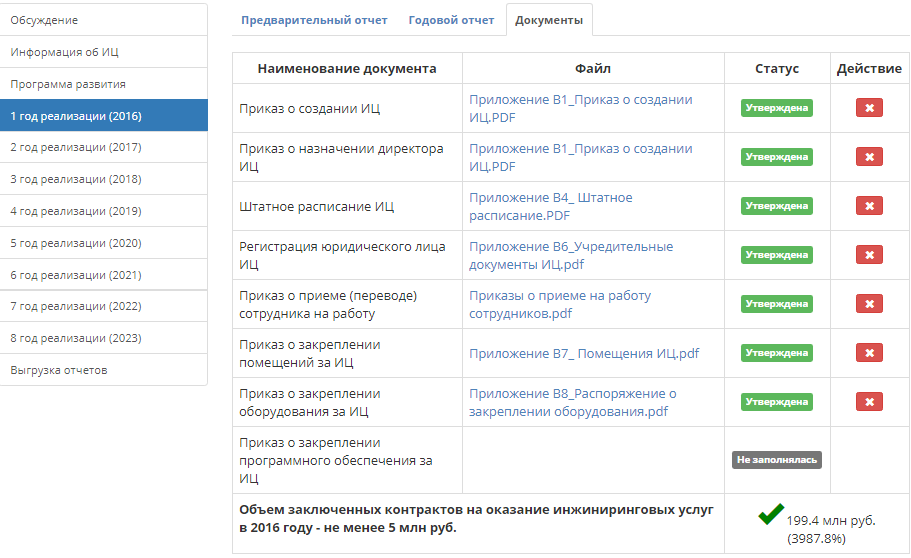 Обсуждение
Информация об ИЦ
Программа развития
1 год реализации (2016)
2 год реализации (2017)
3 год реализации (2018)
4 год реализации (2019)
5 год реализации (2020)
6 год реализации (2021)
7 год реализации (2022)
8 год реализации (2023)
Выгрузка отчетов
Предварительный отчет Годовой отчет Документы
Наименование документа Файл Статус Действие
Приказ о создании ИЦ
Приложение В1_Приказ о создании
ИЦ.PDF
Утверждена
Приказ о назначении директора
ИЦ
Приложение В1_Приказ о создании
ИЦ.PDF
Утверждена
Штатное расписание ИЦ
Приложение В4_ Штатное
расписание.PDF
Утверждена
Регистрация юридического лица
ИЦ
Приложение В6_Учредительные
документы ИЦ.pdf
Утверждена
Приказ о приеме (переводе)
сотрудника на работу
Приказы о приеме на работу
сотрудников.pdf
Утверждена
Приказ о закреплении
помещений за ИЦ
Приложение В7_ Помещения ИЦ.pdf
Утверждена
Приказ о закреплении
оборудования за ИЦ
Приложение В8_Распоряжение о
закреплении оборудования.pdf
Утверждена
Приказ о закреплении
программного обеспечения за
ИЦ
Не заполнялась
Объем заключенных контрактов на оказание инжиниринговых услуг
в 2016 году - не менее 5 млн руб.
199.4 млн руб.
(3987.8%)